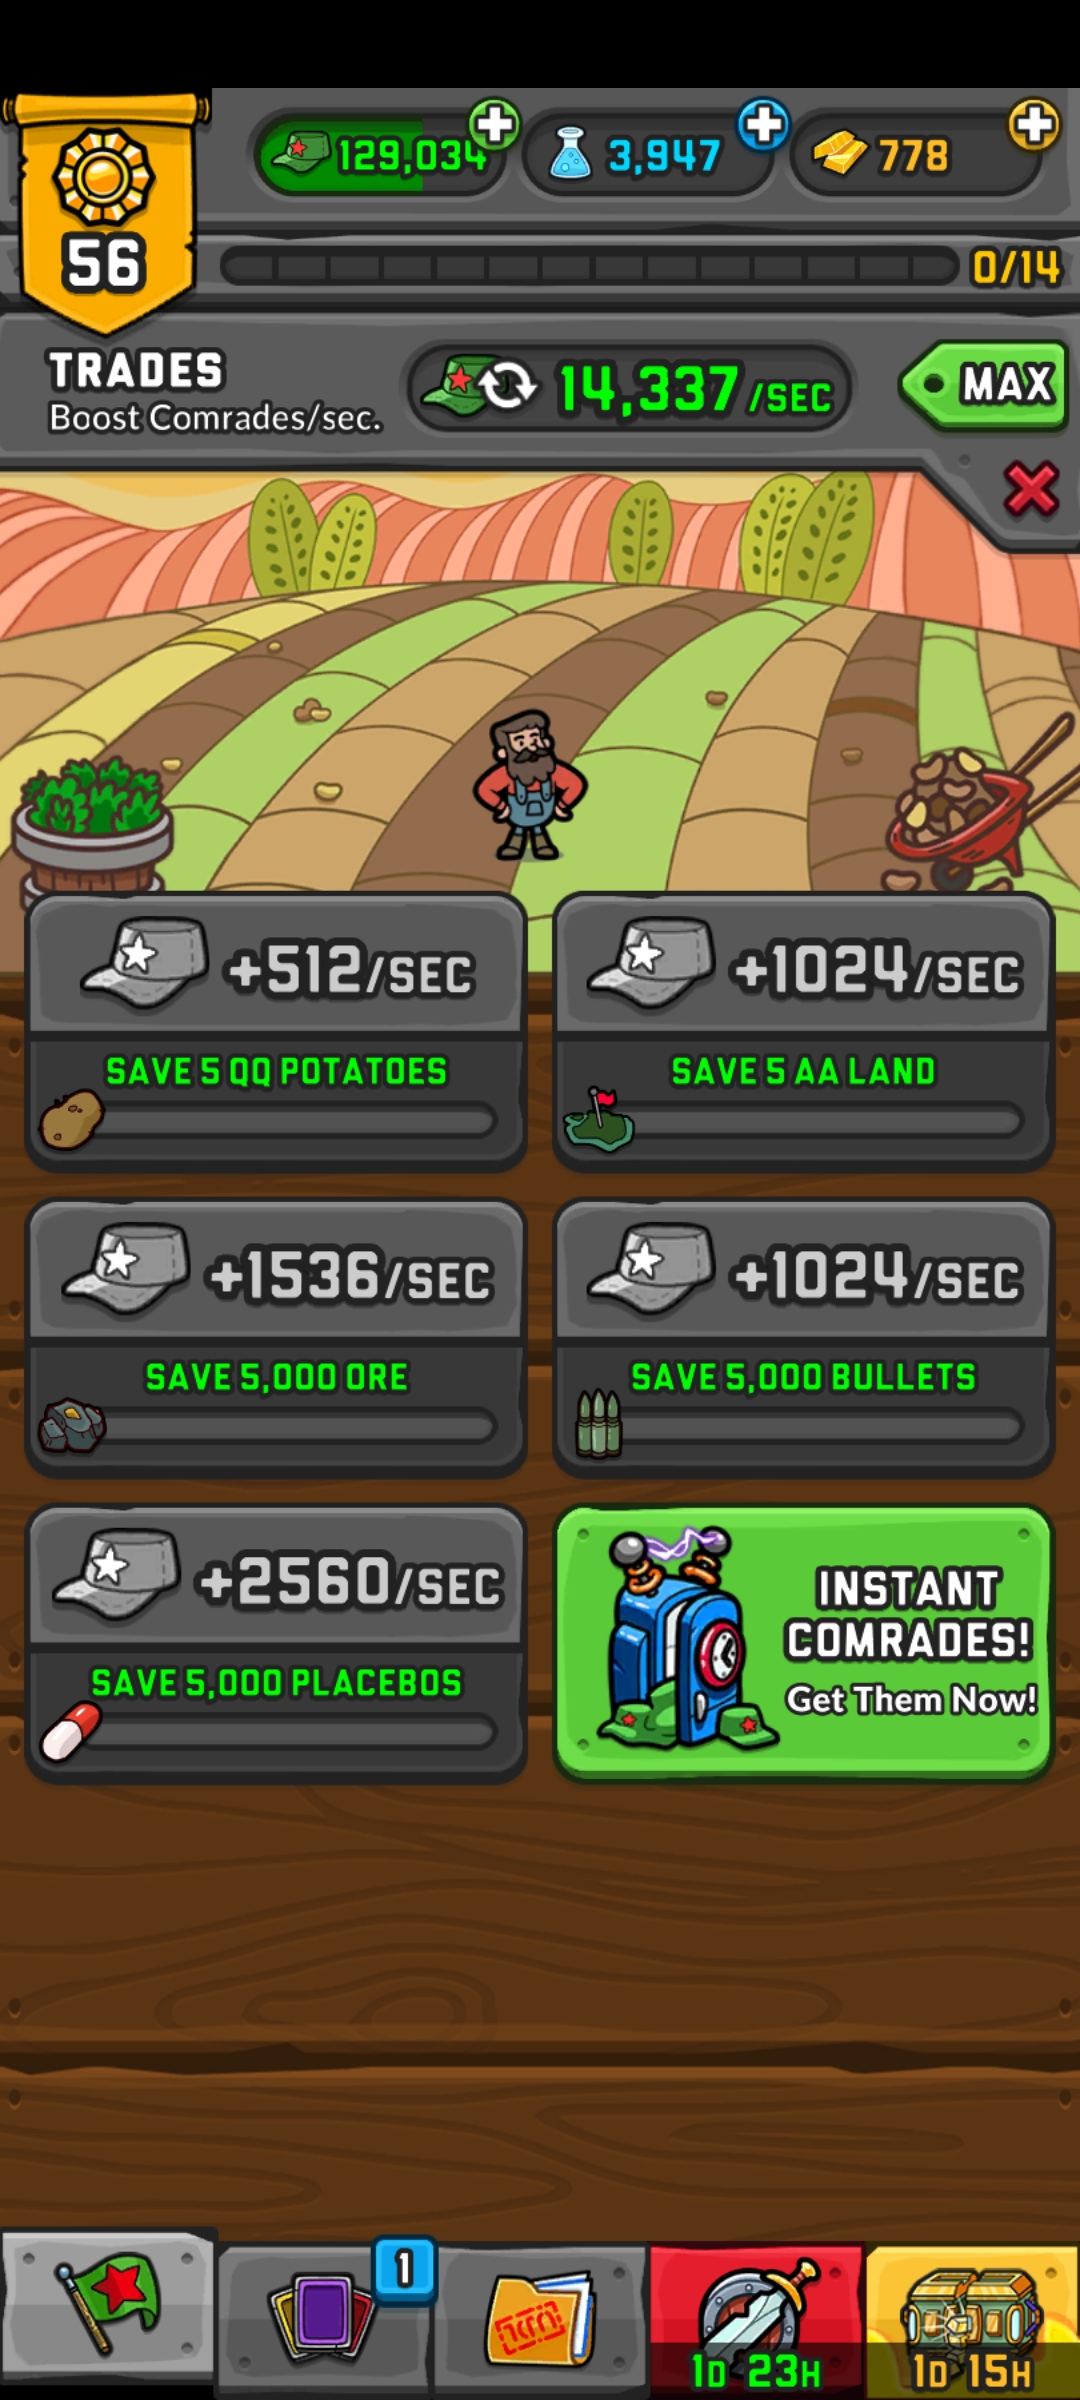 129,034
3,947
778
56
0/14
TRADES
Boost Comrades/sec.
14,337/SEC
MAX
+512/SEC
SAVE 5 QQ POTATOES
+1024/SEC
SAVE 5 AA LAND
+1536/SEC
SAVE 5,000 ORE
+1024/SEC
SAVE 5,000 BULLETS
+2560/SEC
SAVE 5,000 PLACEBOS
INSTANT
COMRADES!
Get Them Now!
1
1D 23H
1D 15H